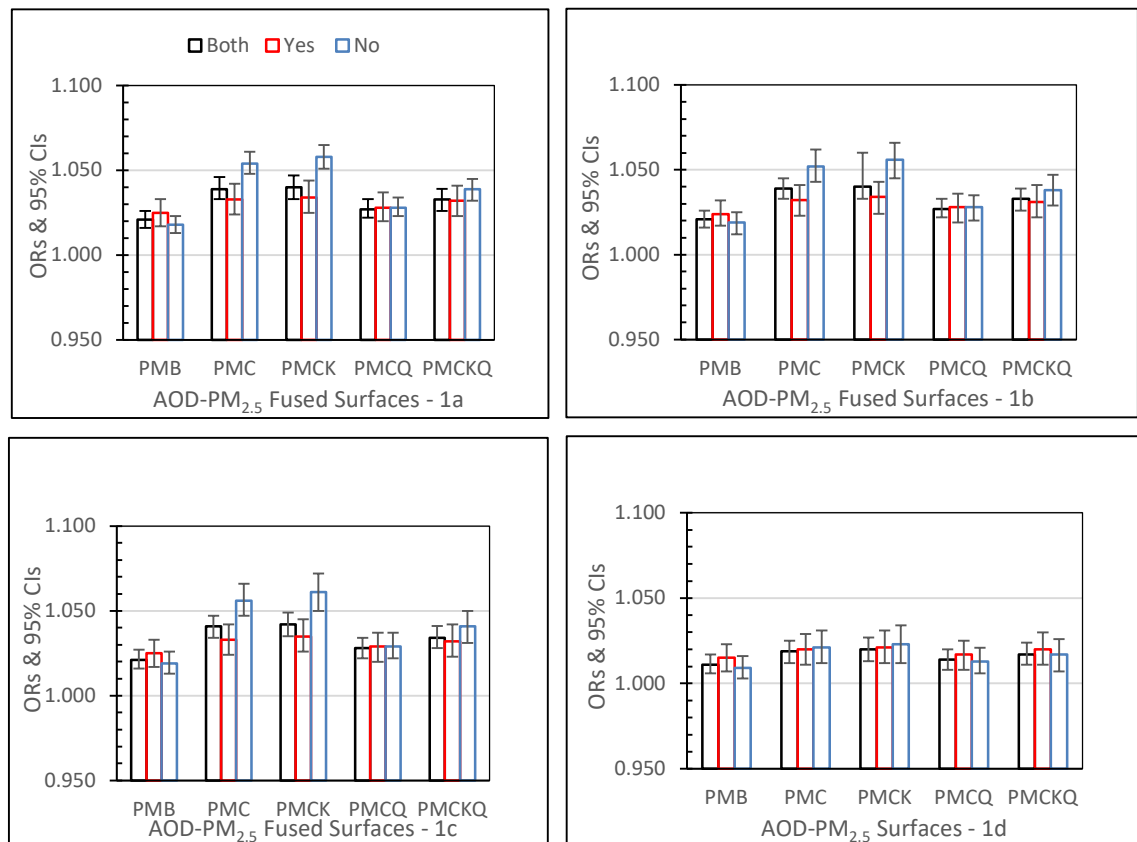 Both Yes No
ORs & 95% CIs
1.100
1.050
1.000
0.950
PMB PMC PMCK PMCQ PMCKQ
AOD-PM2.5 Fused Surfaces - 1a
ORs & 95% CIs
1.100
1.050
1.000
0.950
PMB PMC PMCK PMCQ PMCKQ
AOD-PM2.5 Fused Surfaces - 1b
ORs & 95% CIs
1.100
1.050
1.000
0.950
PMB PMC PMCK PMCQ PMCKQ
AOD-PM2.5 Fused Surfaces - 1c
ORs & 95% CIs
1.100
1.050
1.000
0.950
PMB PMC PMCK PMCQ PMCKQ
AOD-PM2.5 Surfaces - 1d